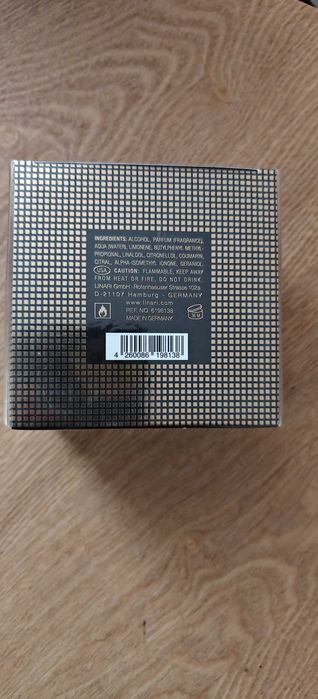 INGREDIENTS: ALCOHOL, PARFUM (FRAGRANCE),
AQUA (WATER), LIMONENE, BUTYLPHENYL METHYL
PROPIONAL, LINALOOL, CITRONELLOL, COUMARIN,
CITRAL, ALPHA-ISOMETHYL IONONE, GERANIOL
USA CAUTION: FLAMMABLE, KEEP AWAY
FROM HEAT OR FIRE, DO NOT DRINK
LINARI GmbH - Rotenhaeuser Strasse
D-21107 Hamburg - GERMANY
www.linari.com
REF. NO. 6198138
MADE IN GERMANY
36 M
4 260086 198138